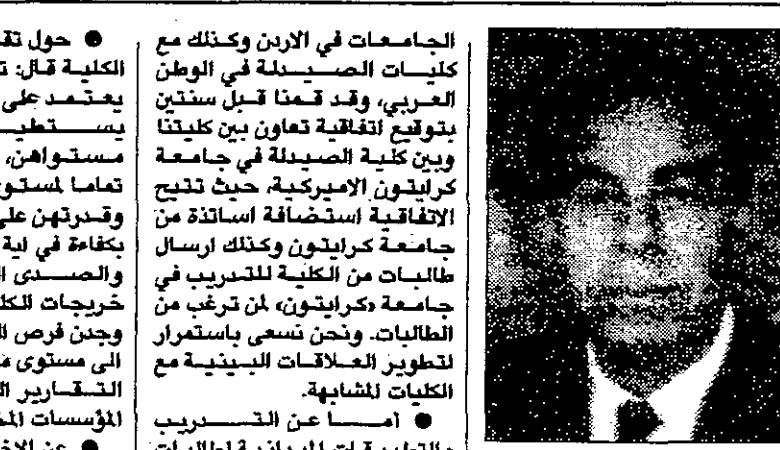 الجامعات في الاردن وكذلك مع
كليات الصيدلة في الوطن
العربي، وقد قمنا قبل سنتين
بتوقيع اتفاقية تعاون بين كليتنا
وبين كلية الصيدلة في جامعة
كرايتون الاميركية، حيث تتيح
الاتفاقية استضافة اساتذة من
جامعة كرايتون وكذلك ارسال
طالبات من الكلية للتدريب في
جامعة «كرايتون» لمن ترغب من
الطالبات. ونحن نسعى باستمرار
لتطوير العلاقات البينية مع
الكليات المشابهة.
● أما عن التدريب
● حول
الكلية قال:
يعتمد على
مستواهن،
تماما لمستوى
وقدرتهن على
بكفاءة في اية
والصدى
خريجات
وجدن فرص
الى مستوى
التقارير
المؤسسات
● عن